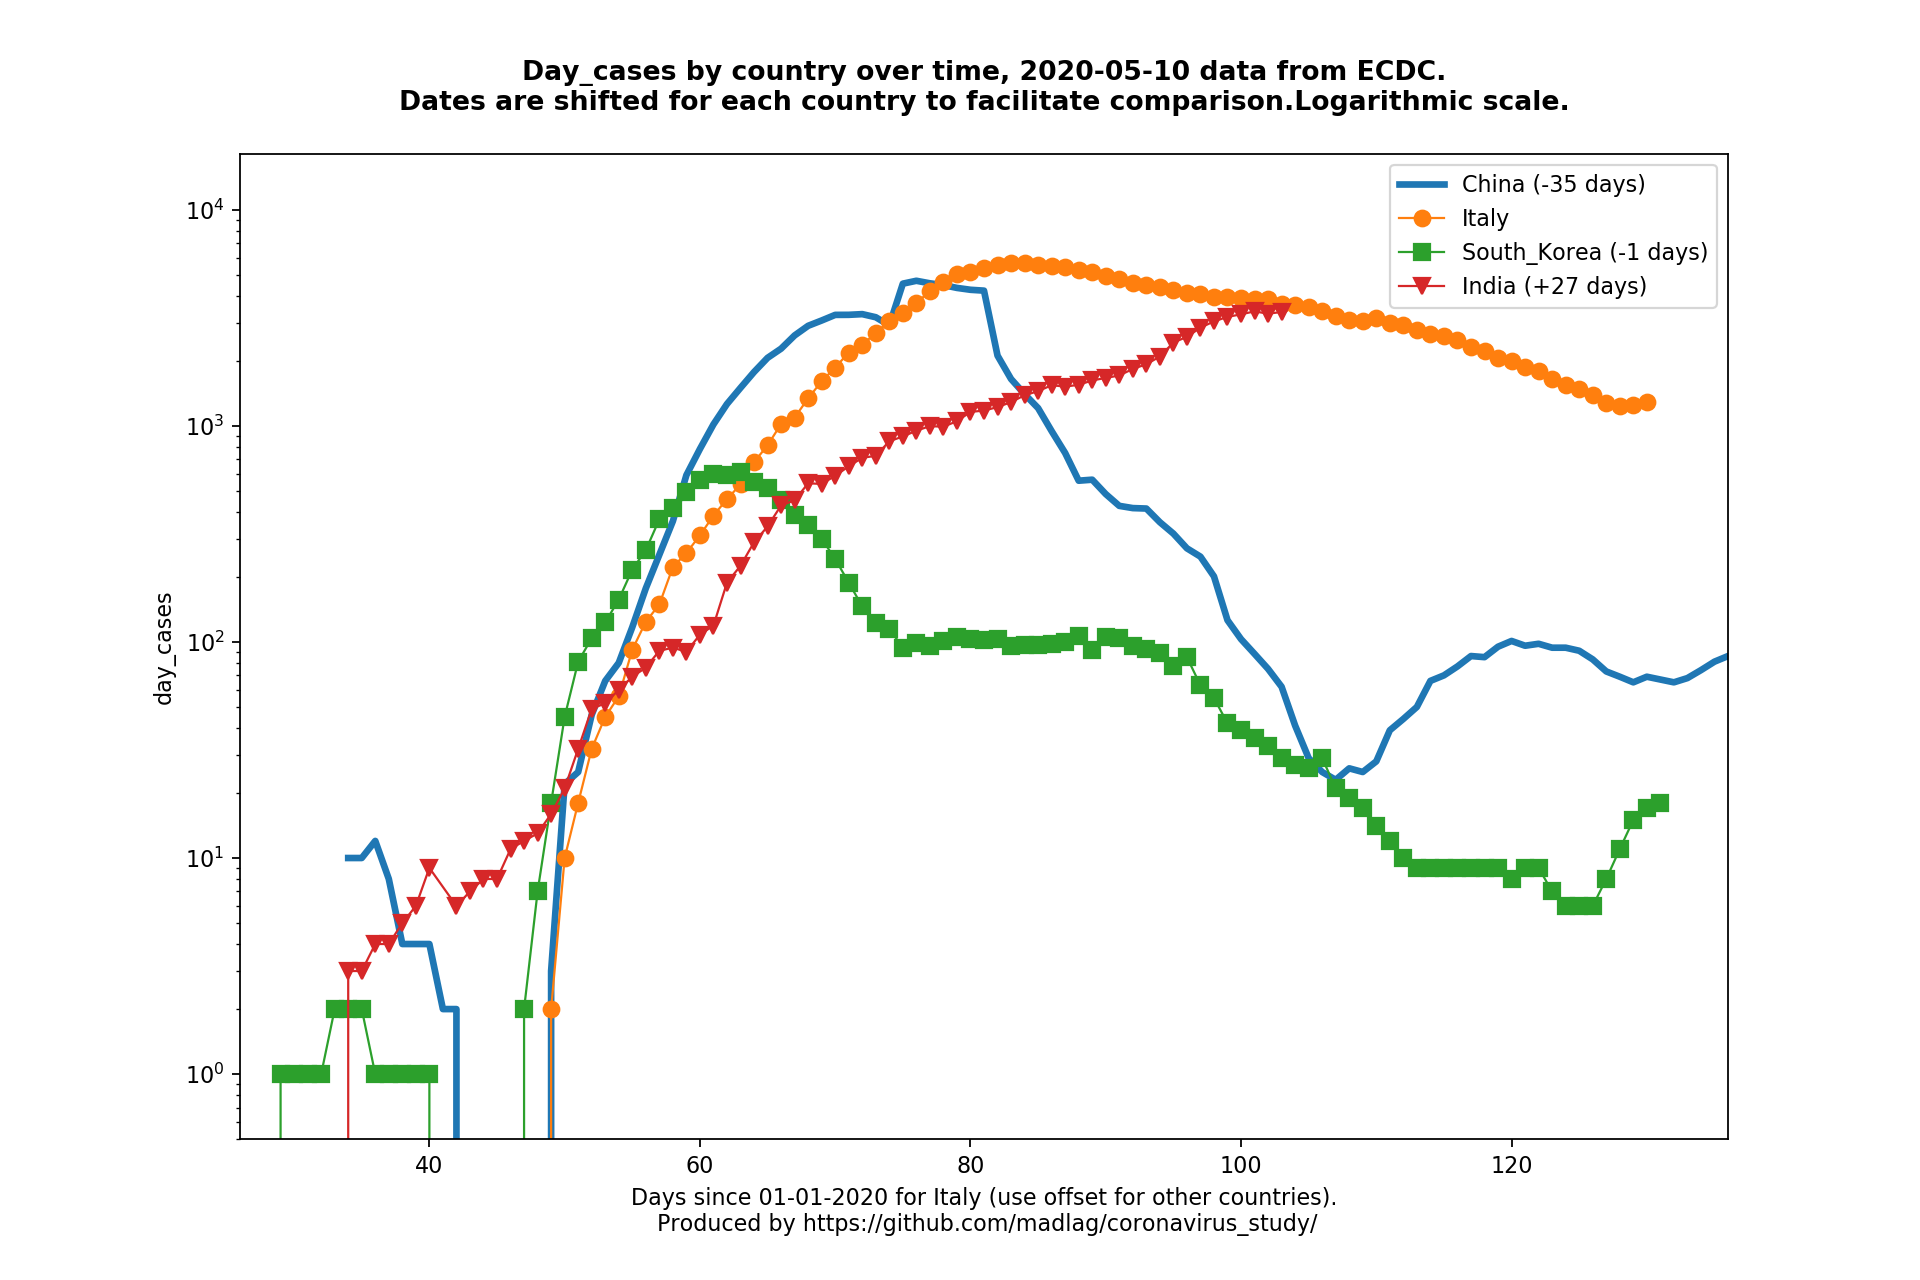 Day_cases by country over time, 2020-05-10 data from ECDC.
Dates are shifted for each country to facilitate comparison.Logarithmic scale.
China (-35 days)
Italy
South_Korea (-1 days)
India (+27 days)
10^4
10^3
10^2
10^1
10^0
day_cases
40 60 80 100 120
Days since 01-01-2020 for Italy (use offset for other countries).
Produced by https://github.com/madlag/coronavirus_study/